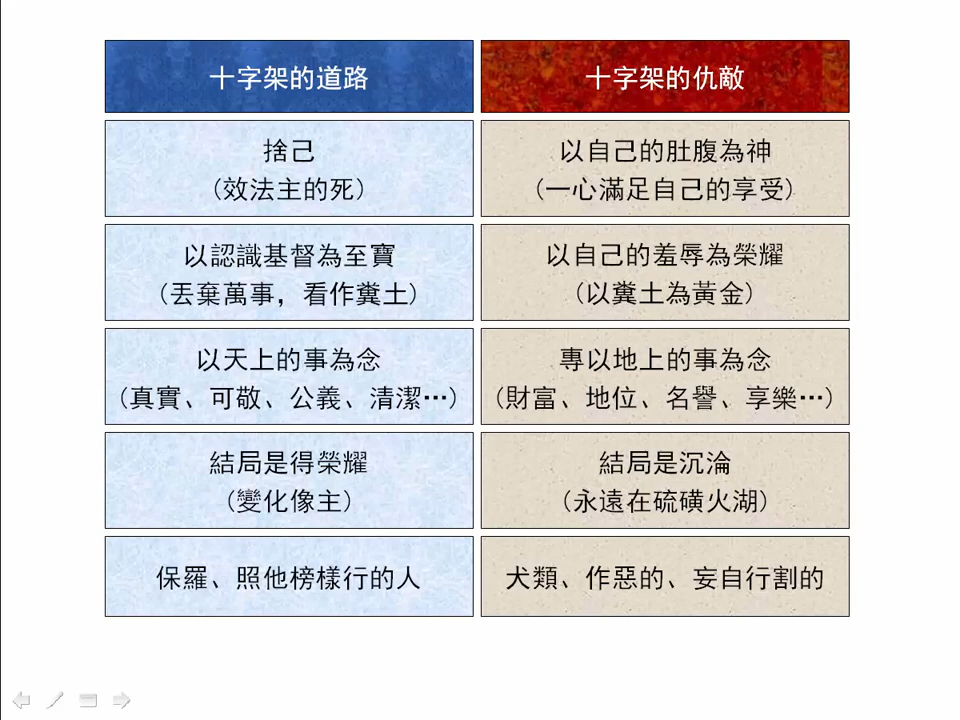 十字架的道路
十字架的仇敵
捨己
(效法主的死)
以自己的肚腹為神
(一心滿足自己的享受)
以認識基督為至寶
(丟棄萬事，看作糞土)
以自己的羞辱為榮耀
(以糞土為黃金)
以天上的事為念
(真實、可敬、公義、清潔…)
專以地上的事為念
(財富、地位、名譽、享樂…)
結局是得榮耀
(變化像主)
結局是沉淪
(永遠在硫磺火湖)
保羅、照他榜樣行的人
犬類、作惡的、妄自行割的